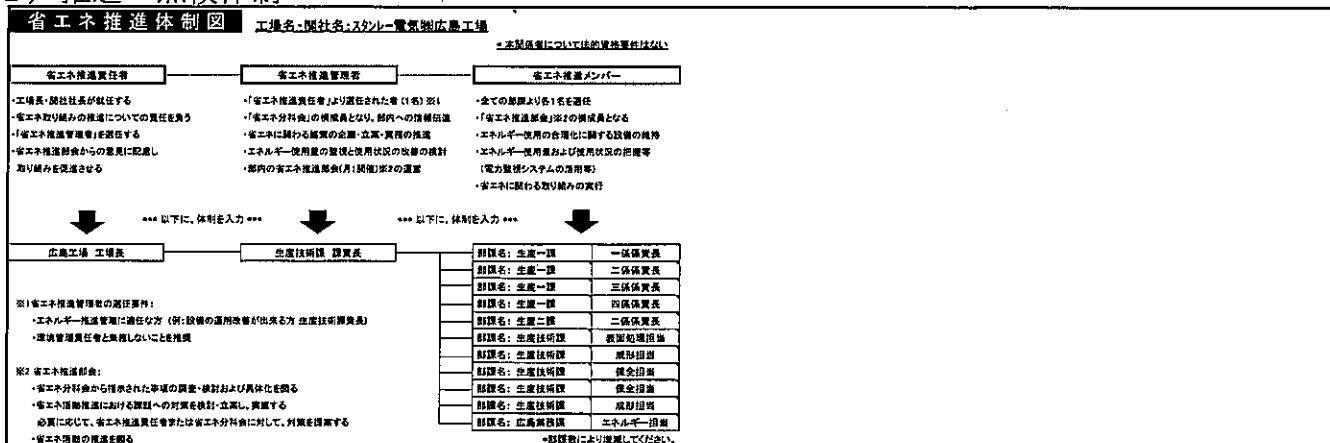 省エネ推進体制図
工場名・関社名:スタンレー電気㈱広島工場
*本関係者について法的資格要件はない
省エネ推進責任者
省エネ推進管理者
省エネ推進メンバー
・工場長・関社社長が就任する
・省エネ取り組みの推進についての責任を負う
・「省エネ推進管理者」を選任する
・省エネ推進部会からの意見に配慮し
取り組みを促進させる
・「省エネ推進責任者」より選任された者(1名)※1
・「省エネ分科会」の構成員となり、部内への情報伝達
・省エネに関わる施策の企画・立案・実務の推進
・エネルギー使用量の監視と使用状況の改善の検討
・部内の省エネ推進部会(月1開催)※2の運営
・全ての部課より各1名を選任
・「省エネ推進部会」※2の構成員となる
・エネルギー使用の合理化に関する設備の維持
・エネルギー使用量および使用状況の把握等
(電力監視システムの活用等)
・省エネに関わる取り組みの実行
*** 以下に、体制を入力 ***
*** 以下に、体制を入力 ***
広島工場 工場長
生産技術課 課責長
部課名: 生産一課 一係係責長
部課名: 生産一課 二係係責長
部課名: 生産一課 三係係責長
部課名: 生産一課 四係係責長
部課名: 生産二課 二係係責長
部課名: 生産技術課 表面処理担当
部課名: 生産技術課 成形担当
部課名: 生産技術課 保全担当
部課名: 生産技術課 保全担当
部課名: 生産技術課 成形担当
部課名: 広島業務課 エネルギー担当
*部課数により増減してください。
※1省エネ推進管理者の選任要件:
・エネルギー推進管理に適任な方 (例:設備の運用改善が出来る方 生産技術課責長)
・環境管理責任者と兼務しないことを推奨
※2 省エネ推進部会:
・省エネ分科会から指示された事項の調査・検討および具体化を図る
・省エネ活動推進における課題への対策を検討・立案し、実施する
必要に応じて、省エネ推進責任者または省エネ分科会に対して、対策を提案する
・省エネ活動の推進を図る